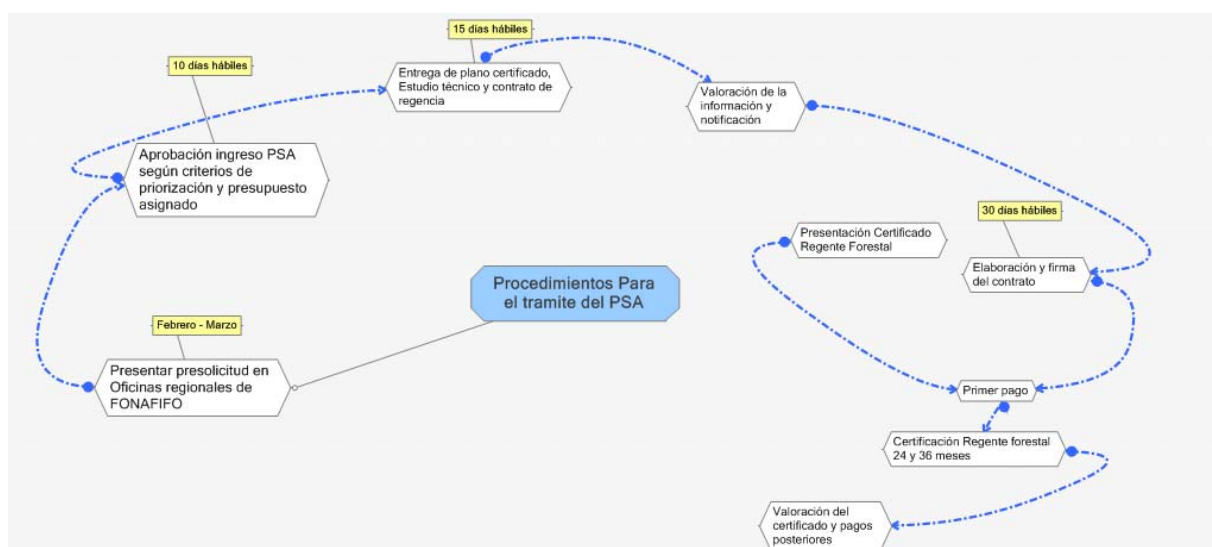 15 días hábiles
Entrega de plano certificado,
Estudio técnico y contrato de
regencia
10 días hábiles
Aprobación ingreso PSA
según criterios de
priorización y presupuesto
asignado
Valoración de la
información y
notificación
30 días hábiles
Elaboración y firma
del contrato
Presentación Certificado
Regente Forestal
Procedimientos Para
el tramite del PSA
Febrero - Marzo
Presentar presolicitud en
Oficinas regionales de
FONAFIFO
Primer pago
Certificación Regente forestal
24 y 36 meses
Valoración del
certificado y pagos
posteriores